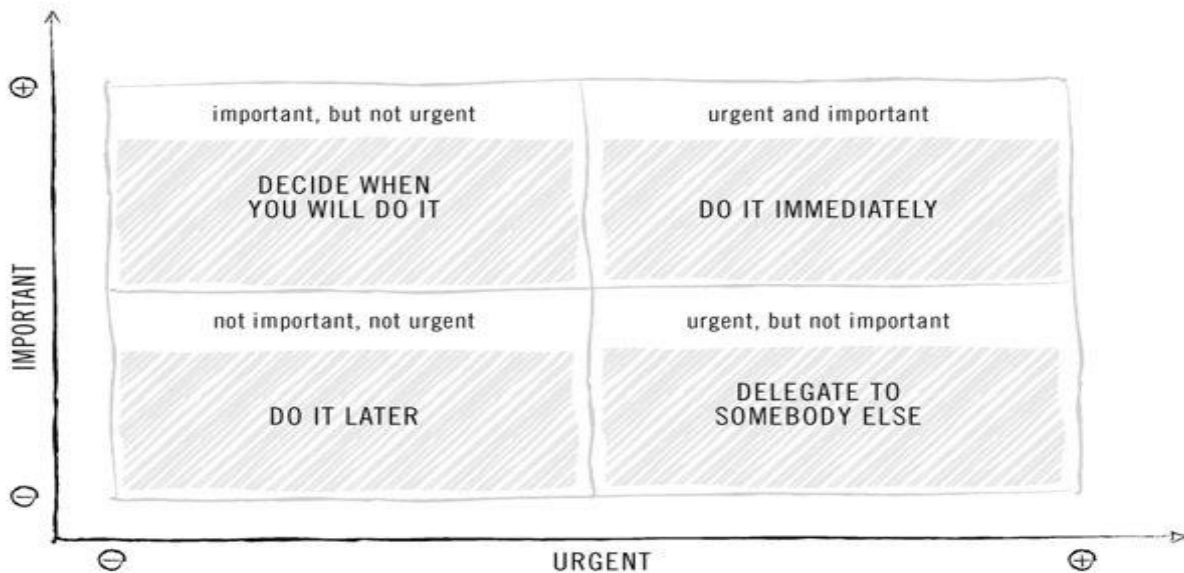 important, but not urgent
urgent and important
DECIDE WHEN
YOU WILL DO IT
DO IT IMMEDIATELY
IMPORTANT
not important, not urgent
urgent, but not important
DO IT LATER
DELEGATE TO
SOMEBODY ELSE
URGENT